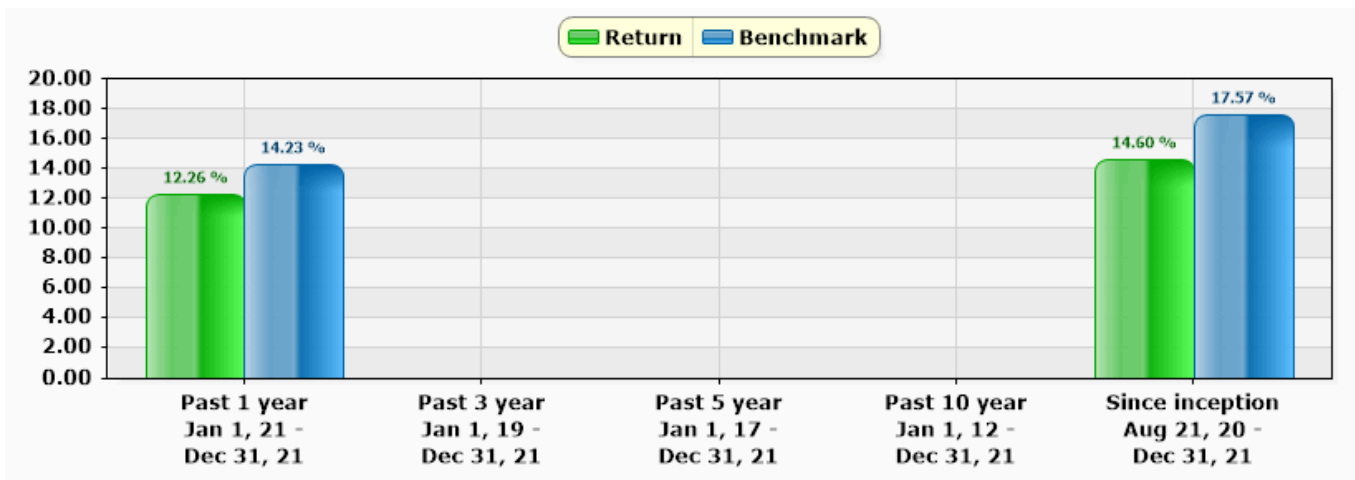 Return Benchmark
20.00
18.00
16.00
14.00
12.00
10.00
8.00
6.00
4.00
2.00
0.00
12.26 %
14.23 %
14.60 %
17.57 %
Past 1 year
Jan 1, 21 -
Dec 31, 21
Past 3 year
Jan 1, 19 -
Dec 31, 21
Past 5 year
Jan 1, 17 -
Dec 31, 21
Past 10 year
Jan 1, 12 -
Dec 31, 21
Since inception
Aug 21, 20 -
Dec 31, 21